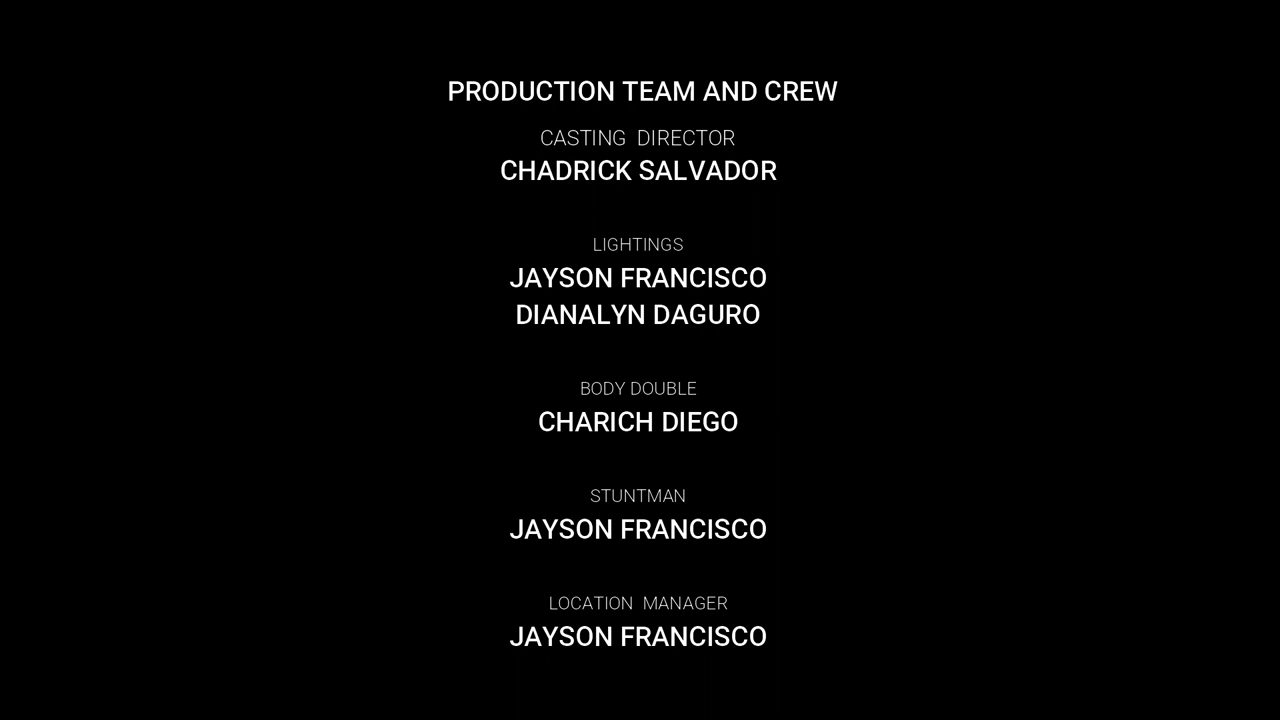 PRODUCTION TEAM AND CREW
CASTING DIRECTOR
CHADRICK SALVADOR
LIGHTINGS
JAYSON FRANCISCO
DIANALYN DAGURO
BODY DOUBLE
CHARICH DIEGO
STUNTMAN
JAYSON FRANCISCO
LOCATION MANAGER
JAYSON FRANCISCO